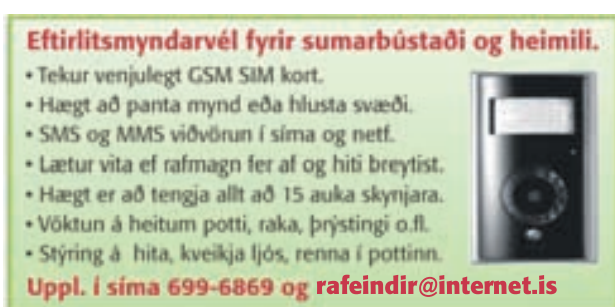 Eftirlitsmyndarvél fyrir sumarbústaði og heimili.
• Tekur venjulegt GSM SIM kort.
• Hægt að panta mynd eða hlusta svæði.
• SMS og MMS viðvörun í síma og netf.
• Lætur vita ef rafmagn fer af og hiti breytist.
• Hægt er að tengja allt að 15 auka skynjara.
• Vöktun á heitum potti, raka, þrýstingi o.fl.
• Stýring á hita, kveikja ljós, renna í pottinn.
Uppl. í síma 699-6869 og rafeindir@internet.is